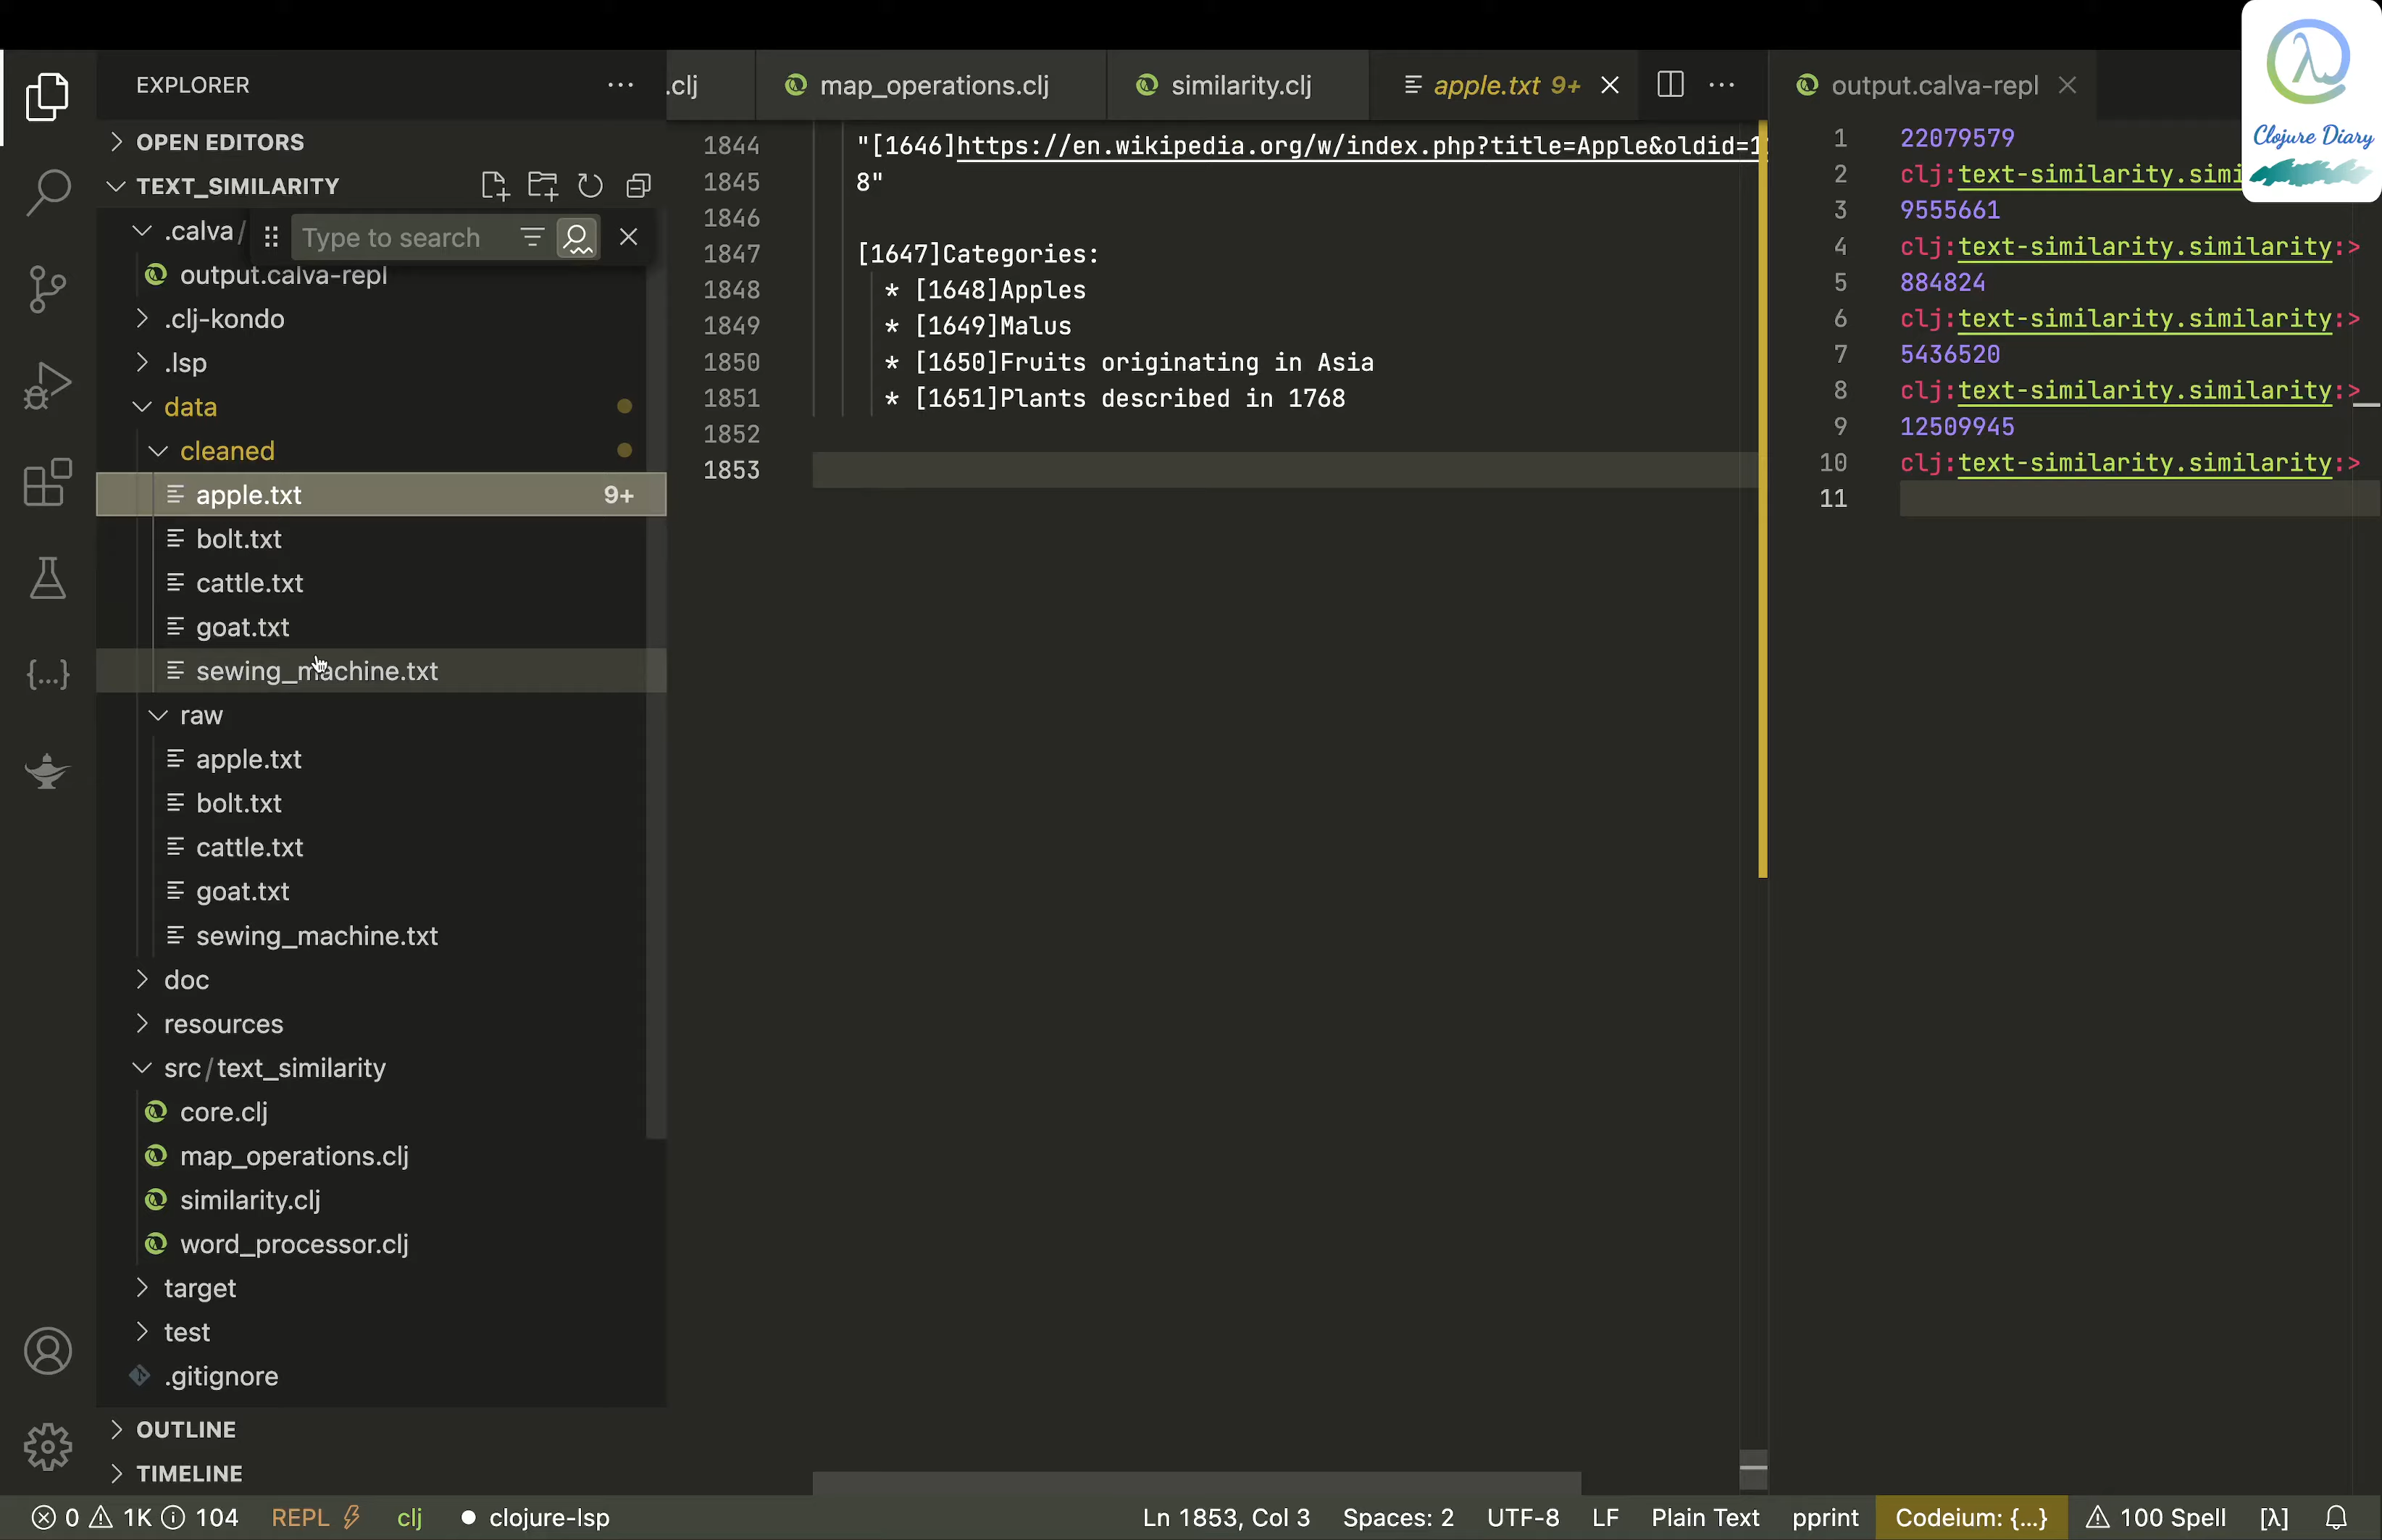 EXPLORER
OPEN EDITORS
TEXT_SIMILARITY
.calva/
Type to search
output.calva-repl
.clj-kondo
.lsp
data
cleaned
apple.txt 9+
bolt.txt
cattle.txt
goat.txt
sewing_machine.txt
raw
apple.txt
bolt.txt
cattle.txt
goat.txt
sewing_machine.txt
doc
resources
src/text_similarity
core.clj
map_operations.clj
similarity.clj
word_processor.clj
target
test
.gitignore
OUTLINE
TIMELINE
.clj map_operations.clj similarity.clj apple.txt 9+
1844 "[1646]https://en.wikipedia.org/w/index.php?title=Apple&oldid=1
1845 8"
1846
1847 [1647]Categories:
1848 * [1648]Apples
1849 * [1649]Malus
1850 * [1650]Fruits originating in Asia
1851 * [1651]Plants described in 1768
1852
1853
output.calva-repl
1 22079579
2 clj:text-similarity.simi
3 9555661
4 clj:text-similarity.similarity:>
5 884824
6 clj:text-similarity.similarity:>
7 5436520
8 clj:text-similarity.similarity:>
9 12509945
10 clj:text-similarity.similarity:>
11
λ
Clojure Diary
0 1K 104 REPL clj clojure-lsp Ln 1853, Col 3 Spaces: 2 UTF-8 LF Plain Text pprint Codeium: {...} 100 Spell [λ]